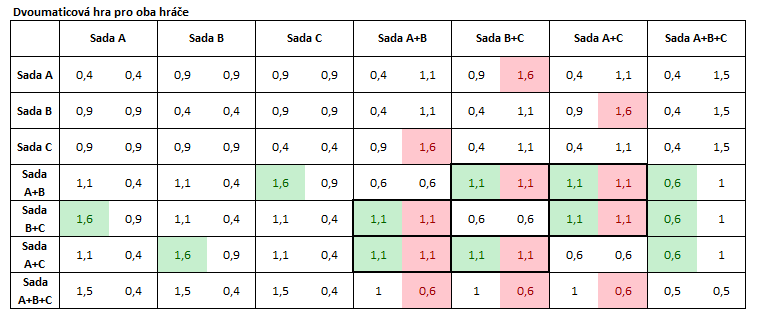 Dvoumaticová hra pro oba hráče
Sada A Sada B Sada C Sada A+B Sada B+C Sada A+C Sada A+B+C
Sada A 0,4 0,4 0,9 0,9 0,9 0,9 0,4 1,1 0,9 1,6 0,4 1,1 0,4 1,5
Sada B 0,9 0,9 0,4 0,4 0,9 0,9 0,4 1,1 0,4 1,1 0,9 1,6 0,4 1,5
Sada C 0,9 0,9 0,9 0,9 0,4 0,4 0,9 1,6 0,4 1,1 0,4 1,1 0,4 1,5
Sada
A+B 1,1 0,4 1,1 0,4 1,6 0,9 0,6 0,6 1,1 1,1 1,1 1,1 0,6 1
Sada
B+C 1,6 0,9 1,1 0,4 1,1 0,4 1,1 1,1 0,6 0,6 1,1 1,1 0,6 1
Sada
A+C 1,1 0,4 1,6 0,9 1,1 0,4 1,1 1,1 1,1 1,1 0,6 0,6 0,6 1
Sada
A+B+C 1,5 0,4 1,5 0,4 1,5 0,4 1 0,6 1 0,6 1 0,6 0,5 0,5